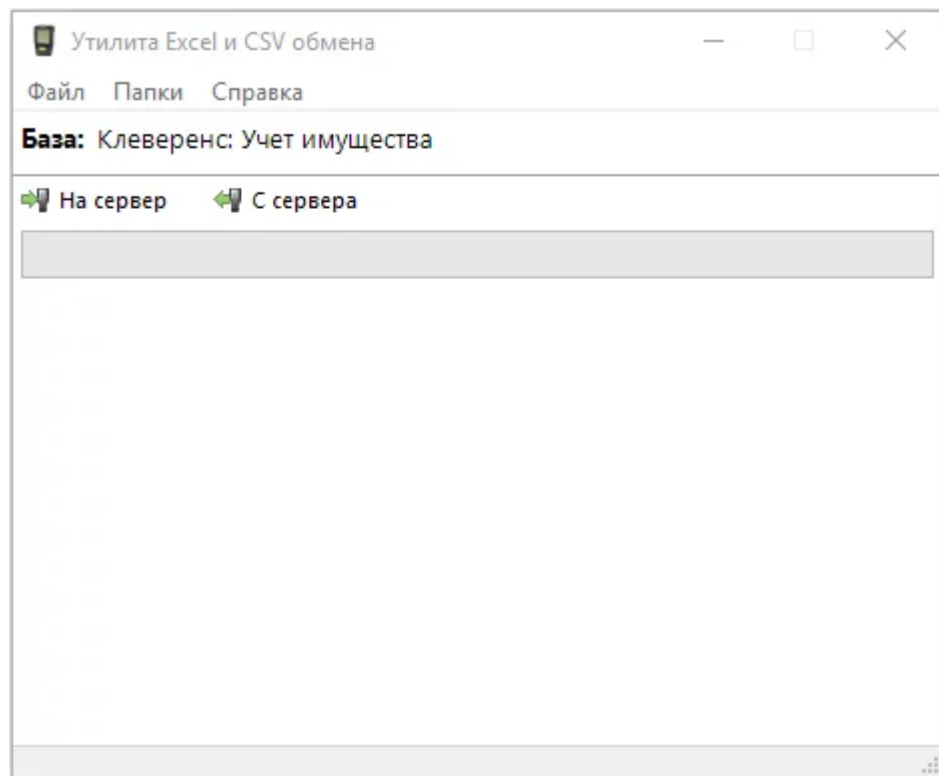 Утилита Excel и CSV обмена
Файл Папки Справка
База: Клеверенс: Учет имущества
На сервер С сервера